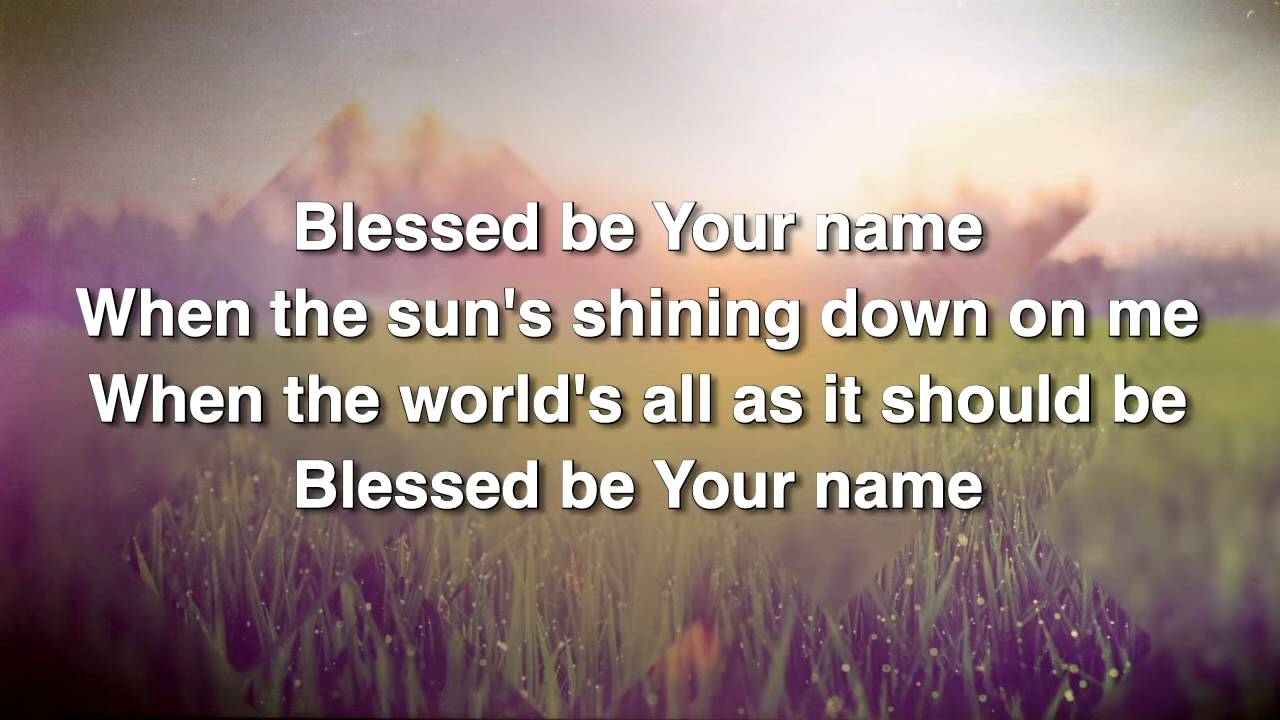 Blessed be Your name
When the sun's shining down on me
When the world's all as it should be
Blessed be Your name